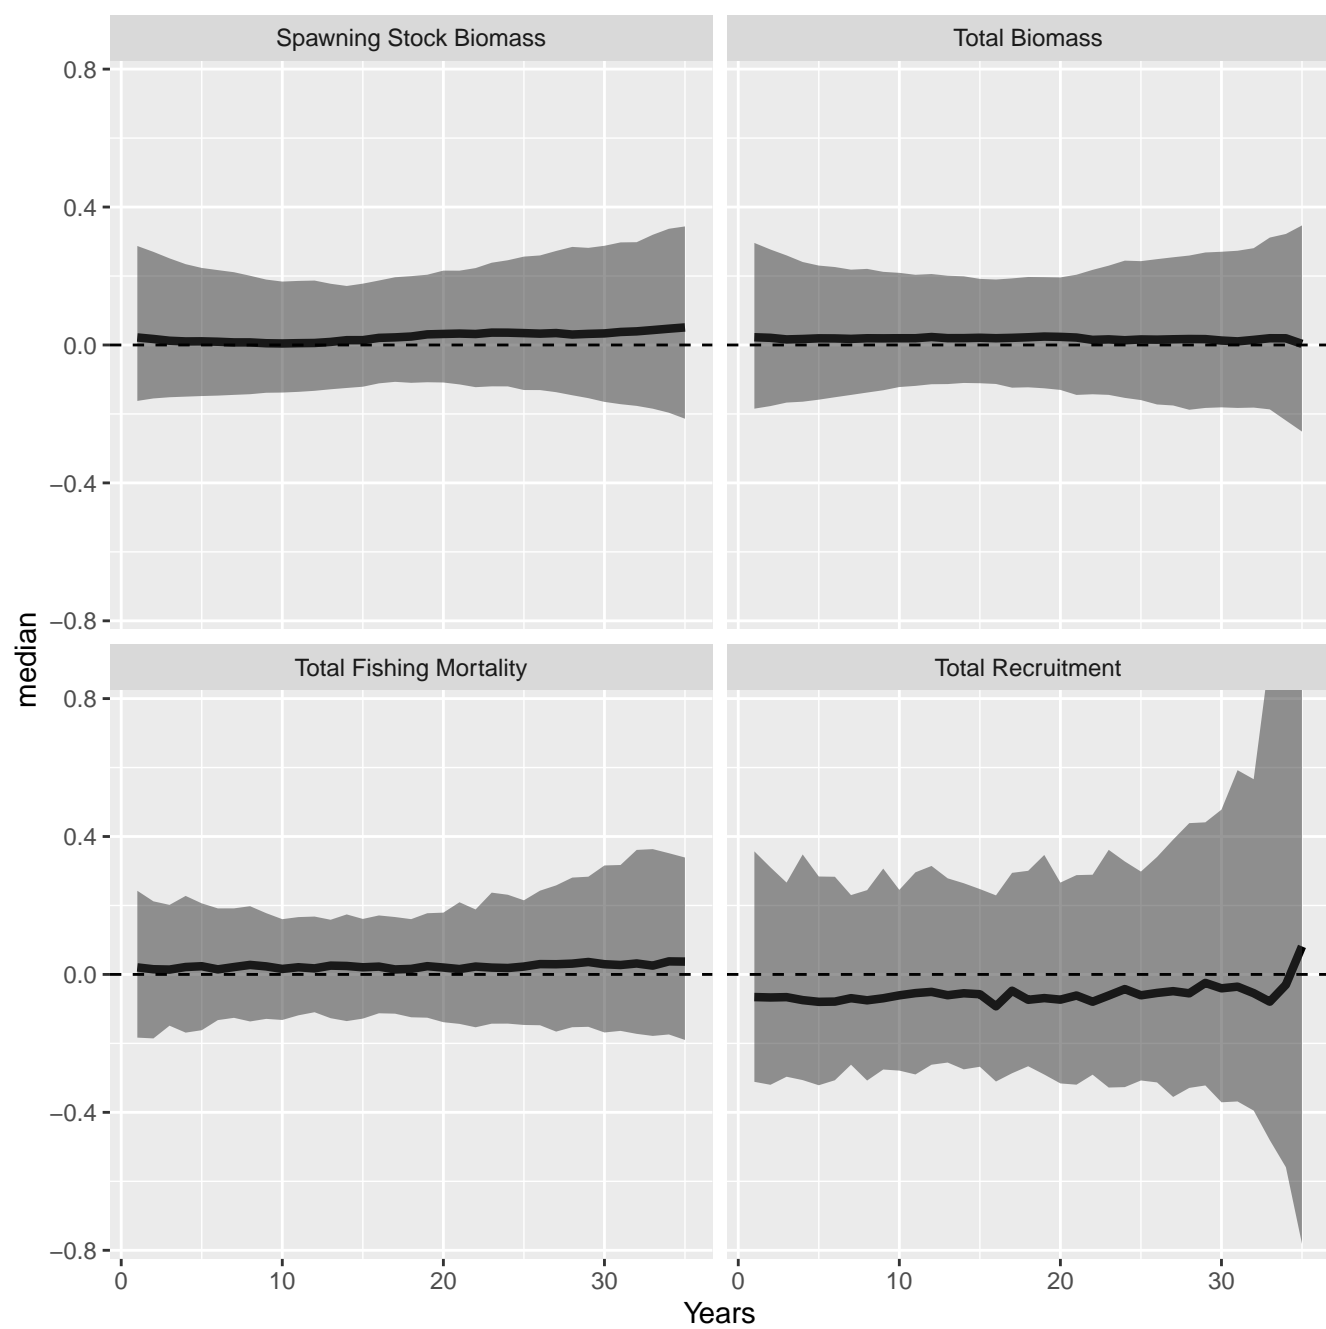 Spawning Stock Biomass
Total Biomass
0.8
0.4
0.0
−0.4
−0.8
median
Total Fishing Mortality
Total Recruitment
0.8
0.4
0.0
−0.4
−0.8
0 10 20 30
0 10 20 30
Years